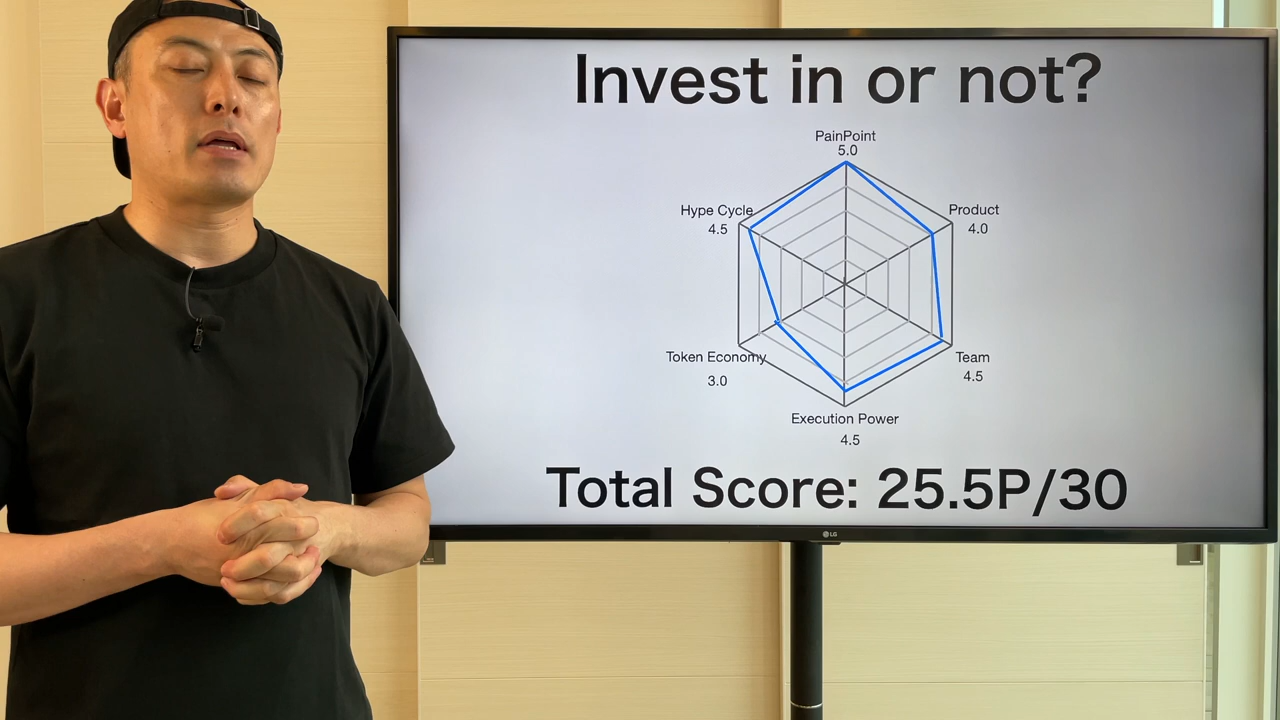 Invest in or not?
PainPoint
5.0
Hype Cycle
4.5
Product
4.0
Token Economy
3.0
Team
4.5
Execution Power
4.5
Total Score: 25.5P/30
LG